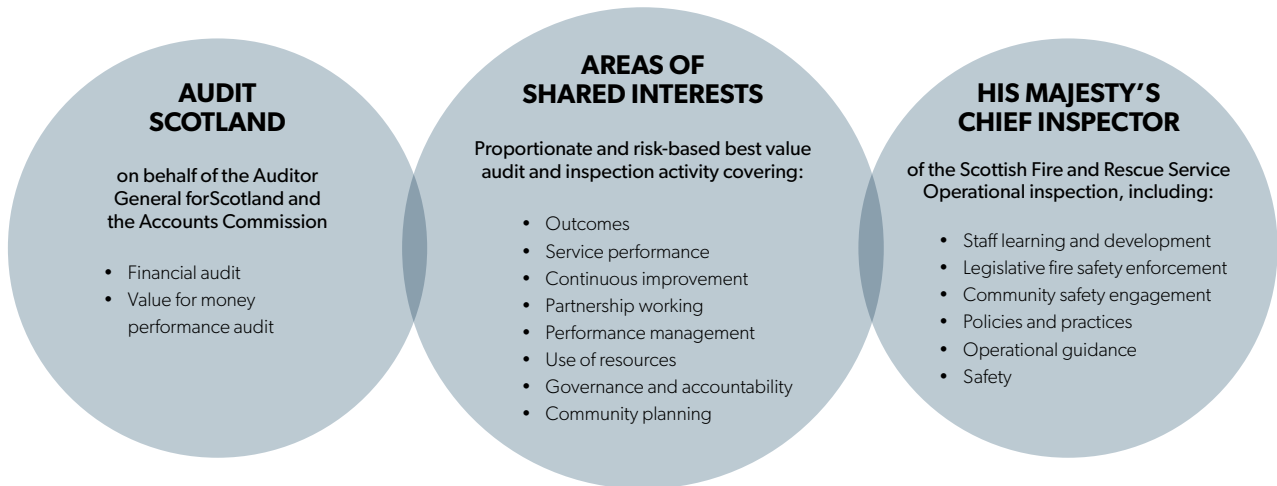 AUDIT
SCOTLAND
on behalf of the Auditor
General forScotland and
the Accounts Commission
• Financial audit
• Value for money
performance audit
AREAS OF
SHARED INTERESTS
Proportionate and risk-based best value
audit and inspection activity covering:
• Outcomes
• Service performance
• Continuous improvement
• Partnership working
• Performance management
• Use of resources
• Governance and accountability
• Community planning
HIS MAJESTY’S
CHIEF INSPECTOR
of the Scottish Fire and Rescue Service
Operational inspection, including:
• Staff learning and development
• Legislative fire safety enforcement
• Community safety engagement
• Policies and practices
• Operational guidance
• Safety